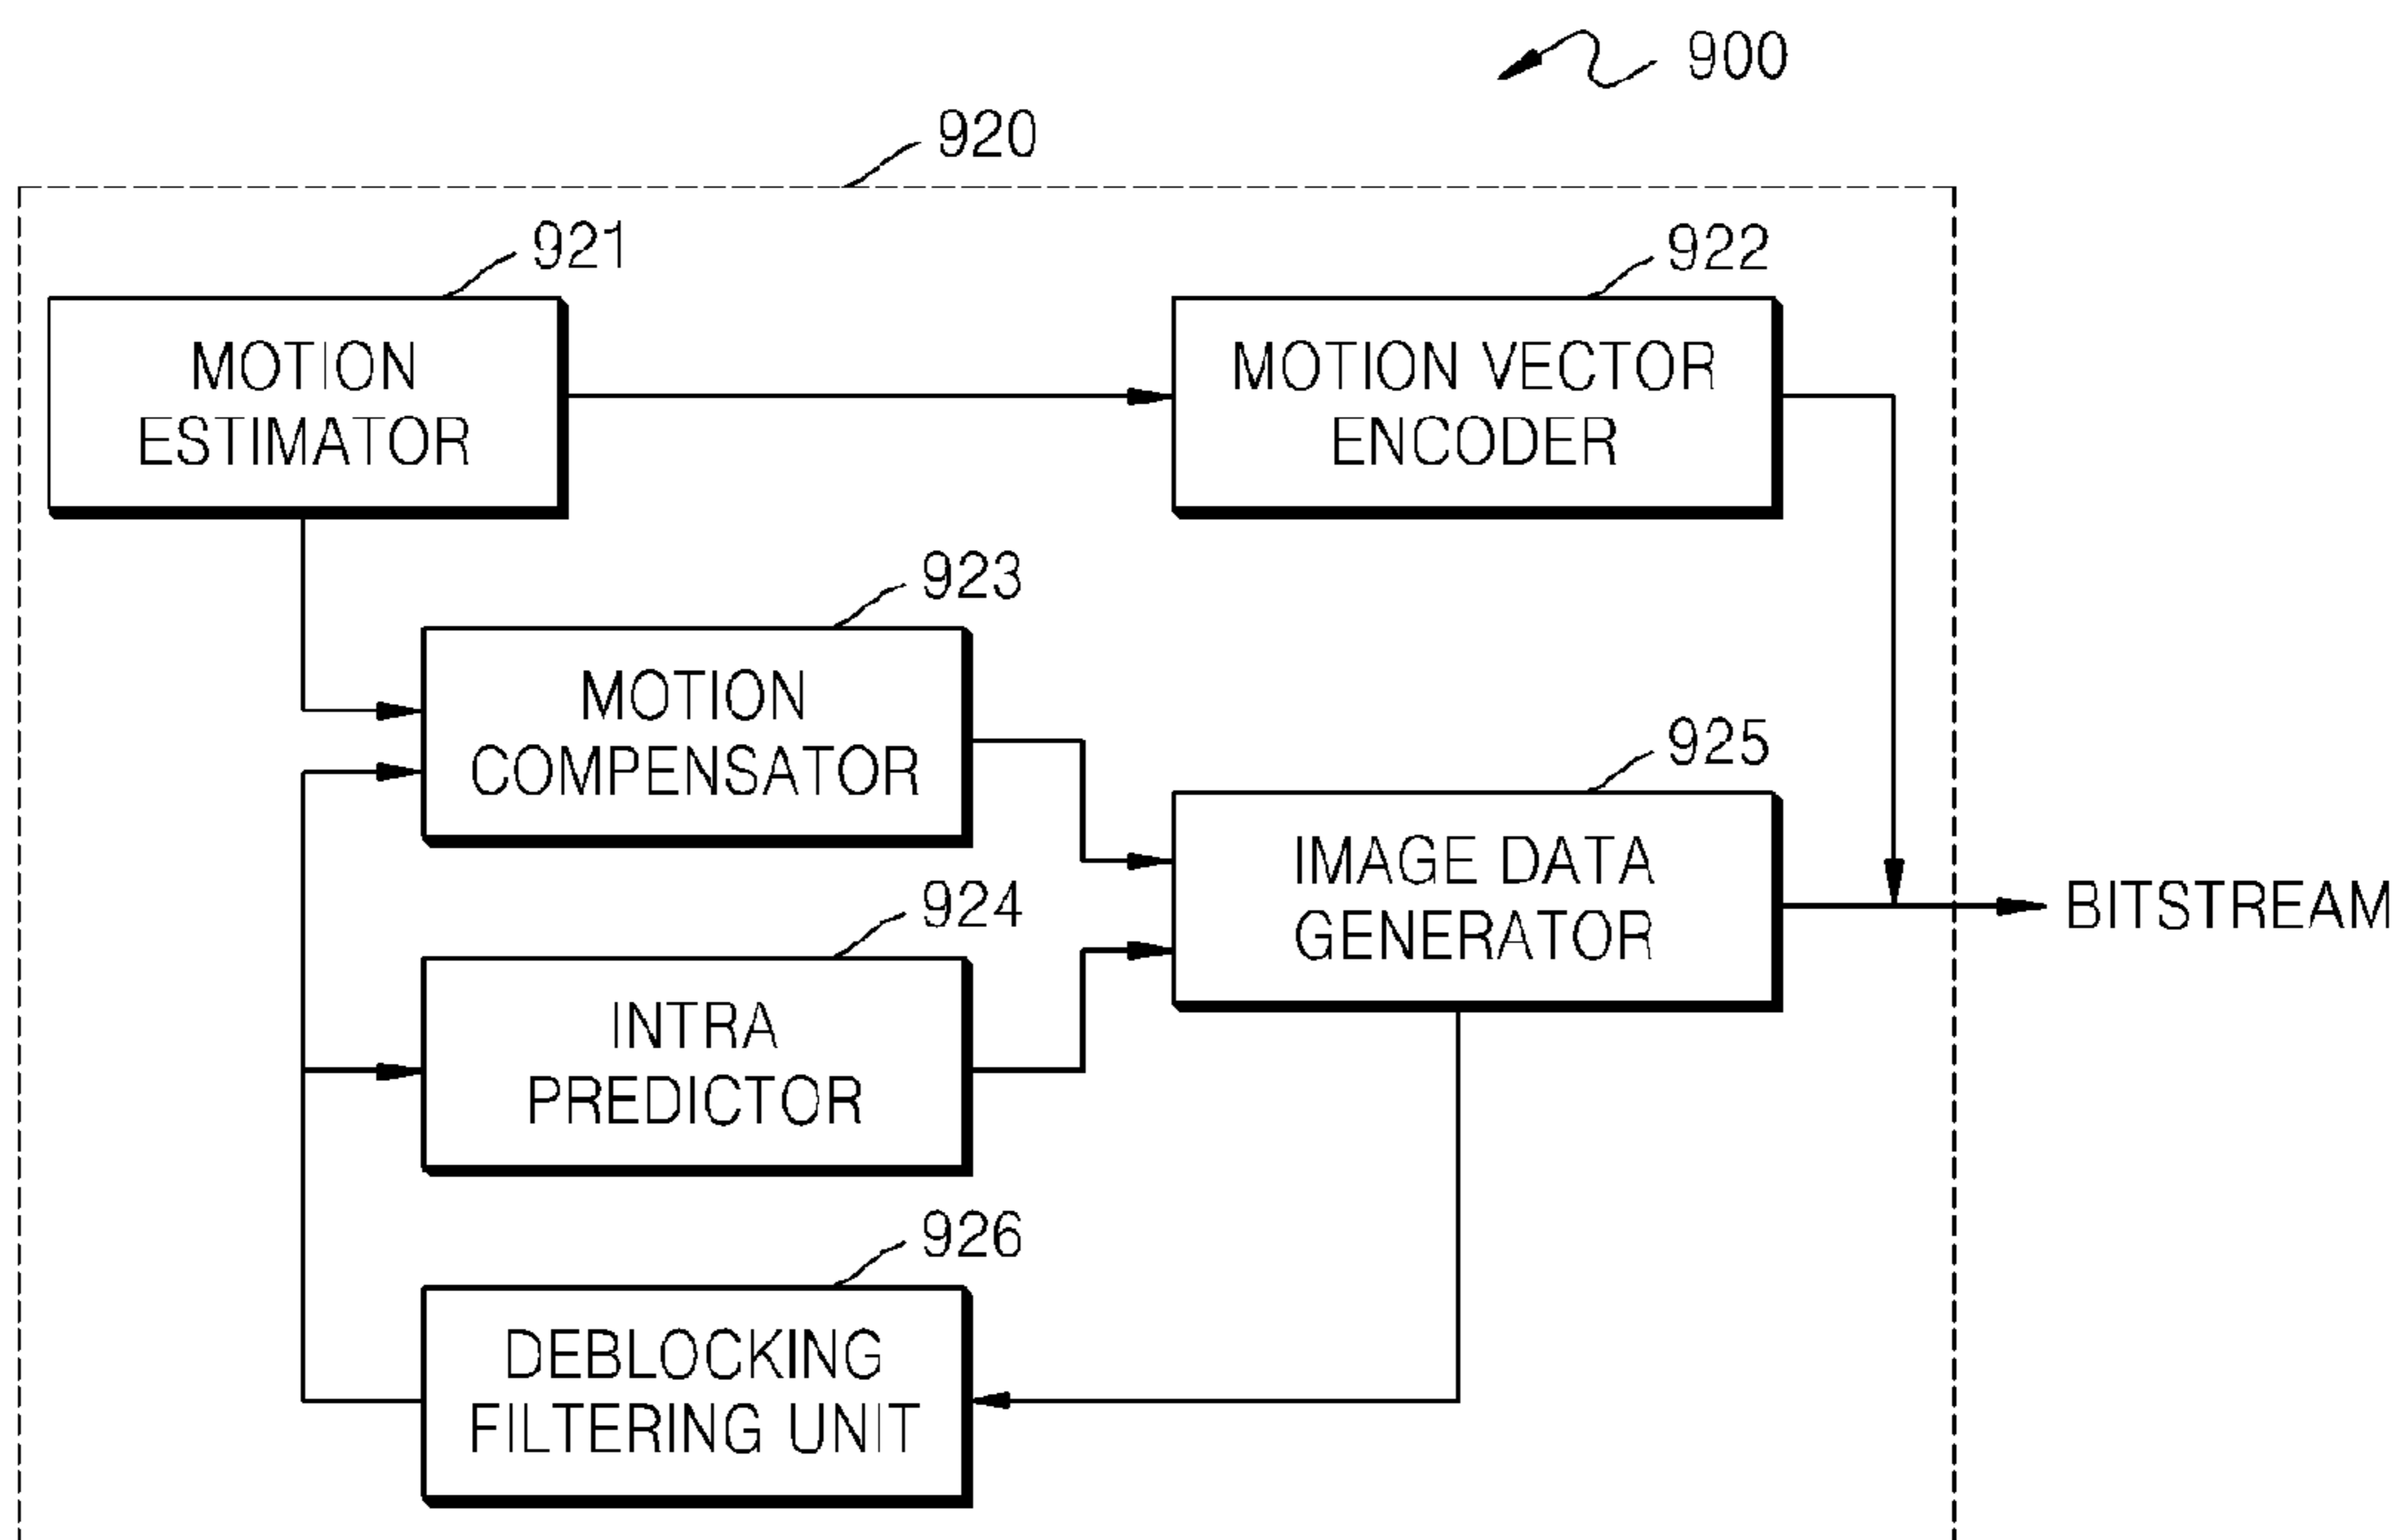 900
920
921
922
MOTION
ESTIMATOR
MOTION VECTOR
ENCODER
923
MOTION
COMPENSATOR
925
IMAGE DATA
GENERATOR
BITSTREAM
924
INTRA
PREDICTOR
926
DEBLOCKING
FILTERING UNIT